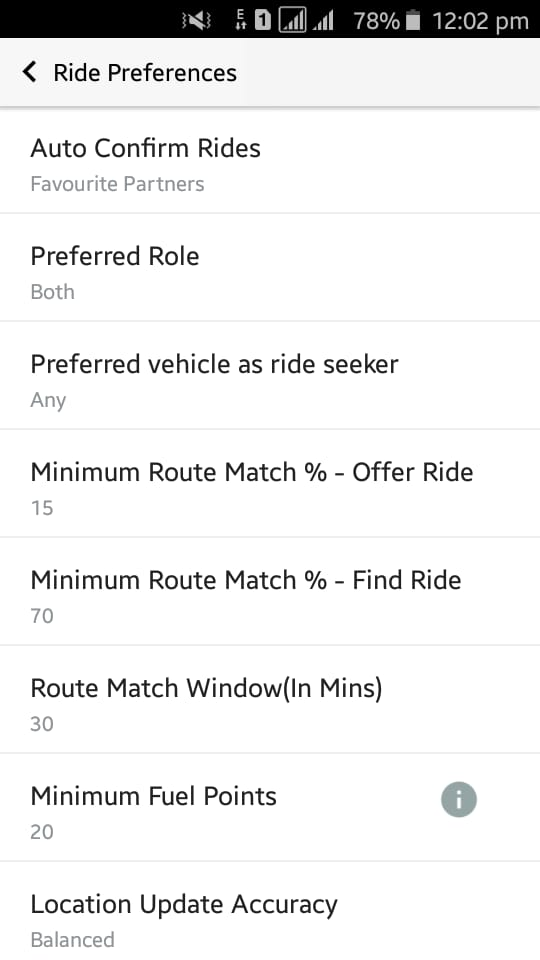 E 1 78% 12:02 pm
Ride Preferences
Auto Confirm Rides
Favourite Partners
Preferred Role
Both
Preferred vehicle as ride seeker
Any
Minimum Route Match % - Offer Ride
15
Minimum Route Match % - Find Ride
70
Route Match Window(In Mins)
30
Minimum Fuel Points
i
20
Location Update Accuracy
Balanced